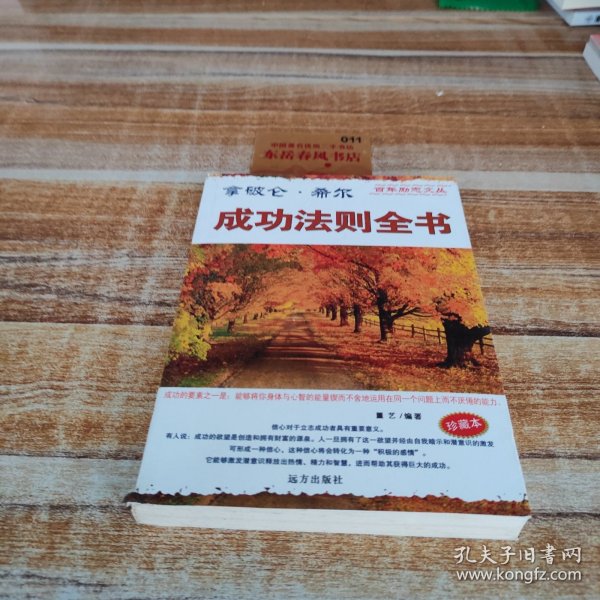 011
中国最有优的二手书店
东岳春风书店
拿破仑·希尔
百年励志文丛
成功法则全书
成功的要素之一是:能够将你身体与心智的能量锲而不舍地运用在同一个问题上而不厌倦的能力。
董艺/编著
珍藏本
信心对于立志成功者具有重要意义。
有人说:成功的欲望是创造和拥有财富的源泉。人一旦拥有了这一欲望并经由自我暗示和潜意识的激发
可形成一种信心,这种信心将会转化为一种“积极的感情”。
它能够激发潜意识释放出热情、精力和智慧,进而帮助其获得巨大的成功。
远方出版社
孔夫子旧书网
www.kongfz.com